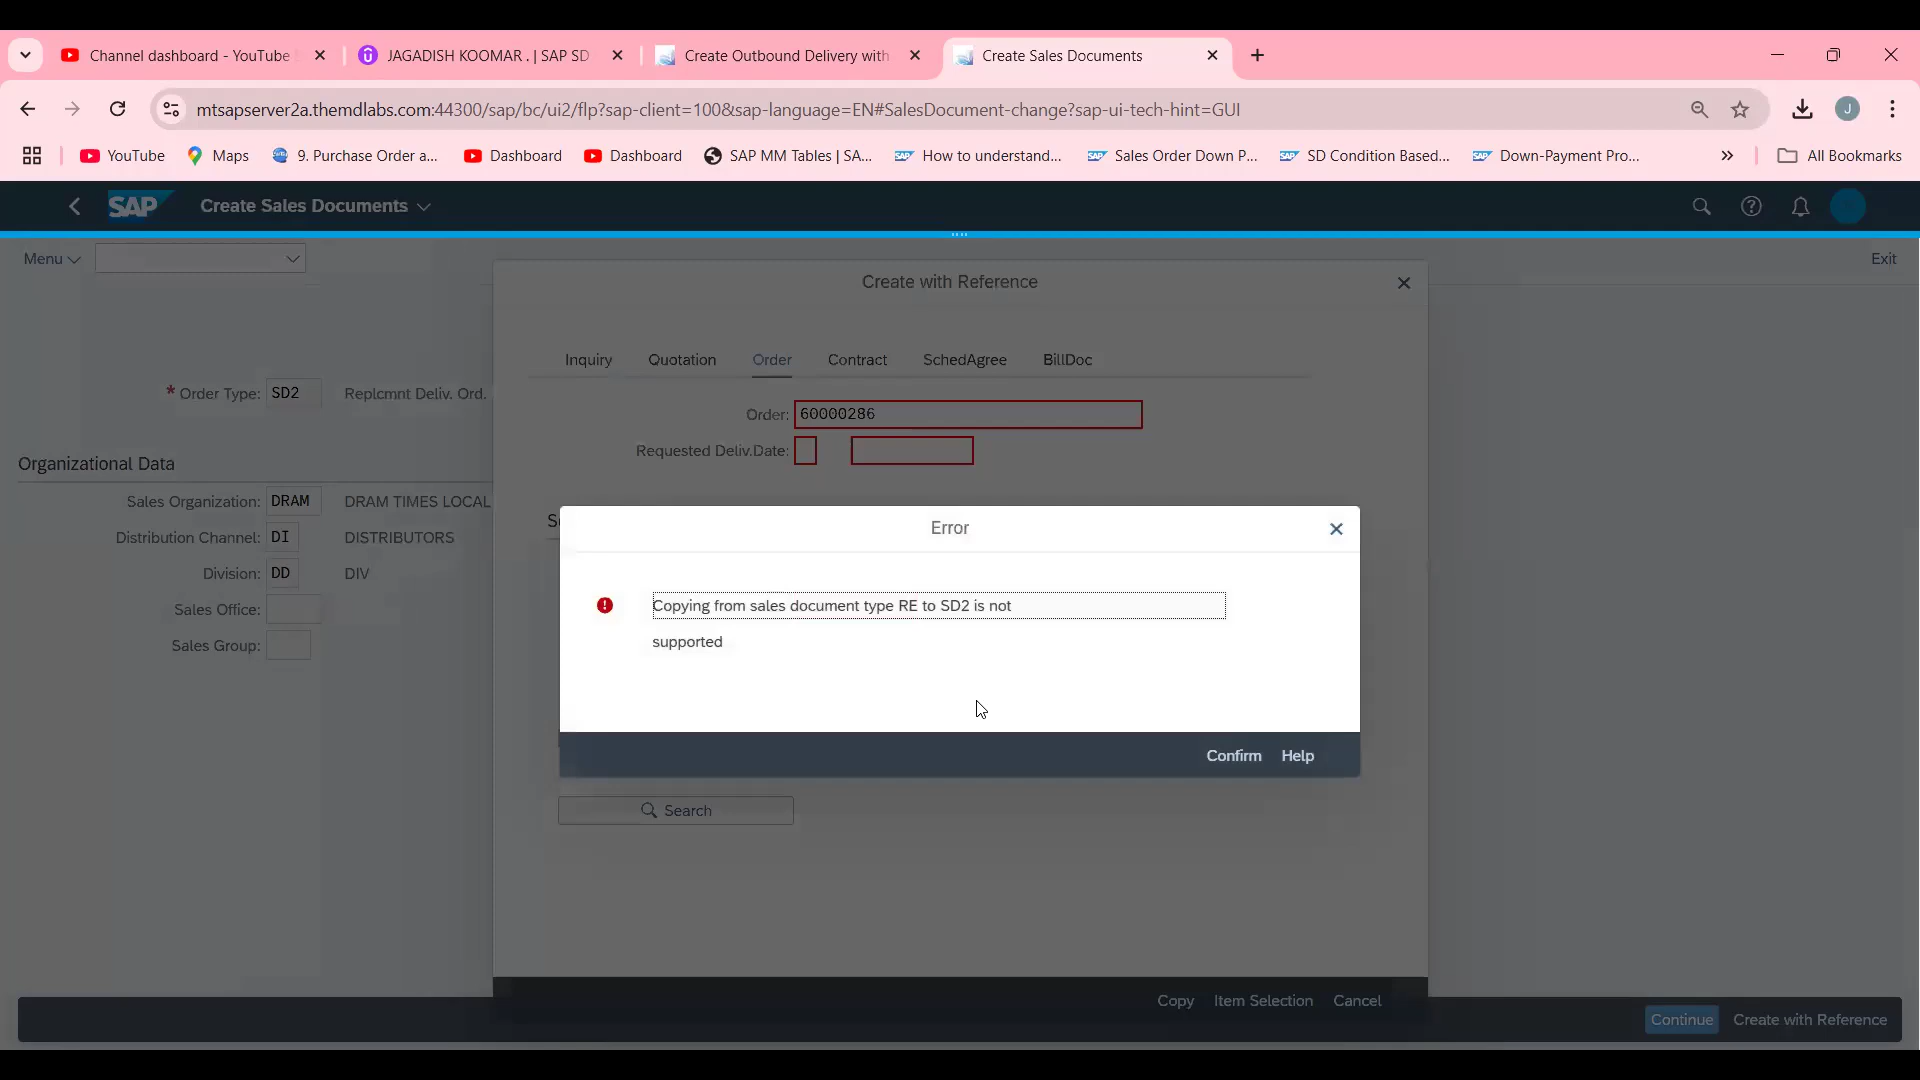 Channel dashboard - YouTube
JAGADISH KOOMAR . | SAP SD
Create Outbound Delivery with
Create Sales Documents
mtsapserver2a.themdlabs.com:44300/sap/bc/ui2/flp?sap-client=100&sap-language=EN#SalesDocument-change?sap-ui-tech-hint=GUI
J
YouTube
Maps
9. Purchase Order a...
Dashboard
Dashboard
SAP MM Tables | SA...
How to understand...
Sales Order Down P...
SD Condition Based...
Down-Payment Pro...
All Bookmarks
SAP
Create Sales Documents
Menu
Exit
Create with Reference
Inquiry
Quotation
Order
Contract
SchedAgree
BillDoc
* Order Type: SD2 Replcmnt Deliv. Ord.
Order: 60000286
Requested Deliv.Date:
Organizational Data
Sales Organization: DRAM DRAM TIMES LOCAL
Distribution Channel: DI DISTRIBUTORS
Division: DD DIV
Sales Office:
Sales Group:
Error
Copying from sales document type RE to SD2 is not
supported
Confirm
Help
Search
Copy
Item Selection
Cancel
Continue
Create with Reference